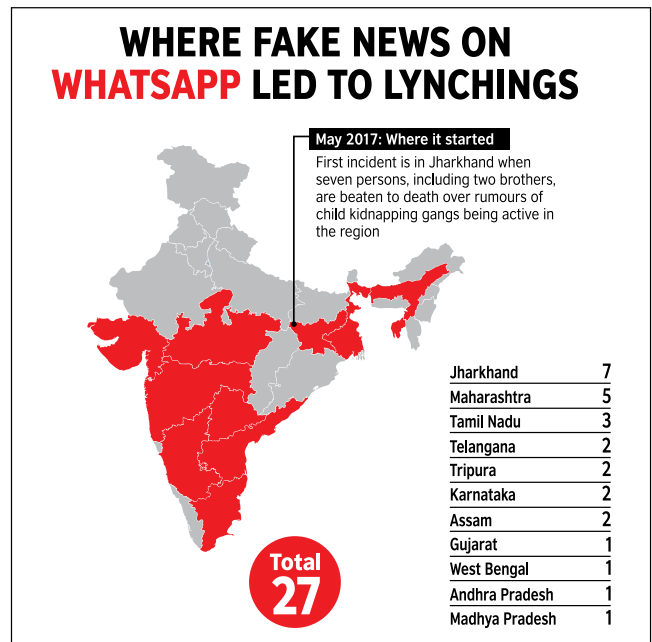 WHERE FAKE NEWS ON
WHATSAPP LED TO LYNCHINGS
May 2017: Where it started
First incident is in Jharkhand when
seven persons, including two brothers,
are beaten to death over rumours of
child kidnapping gangs being active in
the region
Jharkhand 7
Maharashtra 5
Tamil Nadu 3
Telangana 2
Tripura 2
Karnataka 2
Assam 2
Gujarat 1
West Bengal 1
Andhra Pradesh 1
Madhya Pradesh 1
Total
27